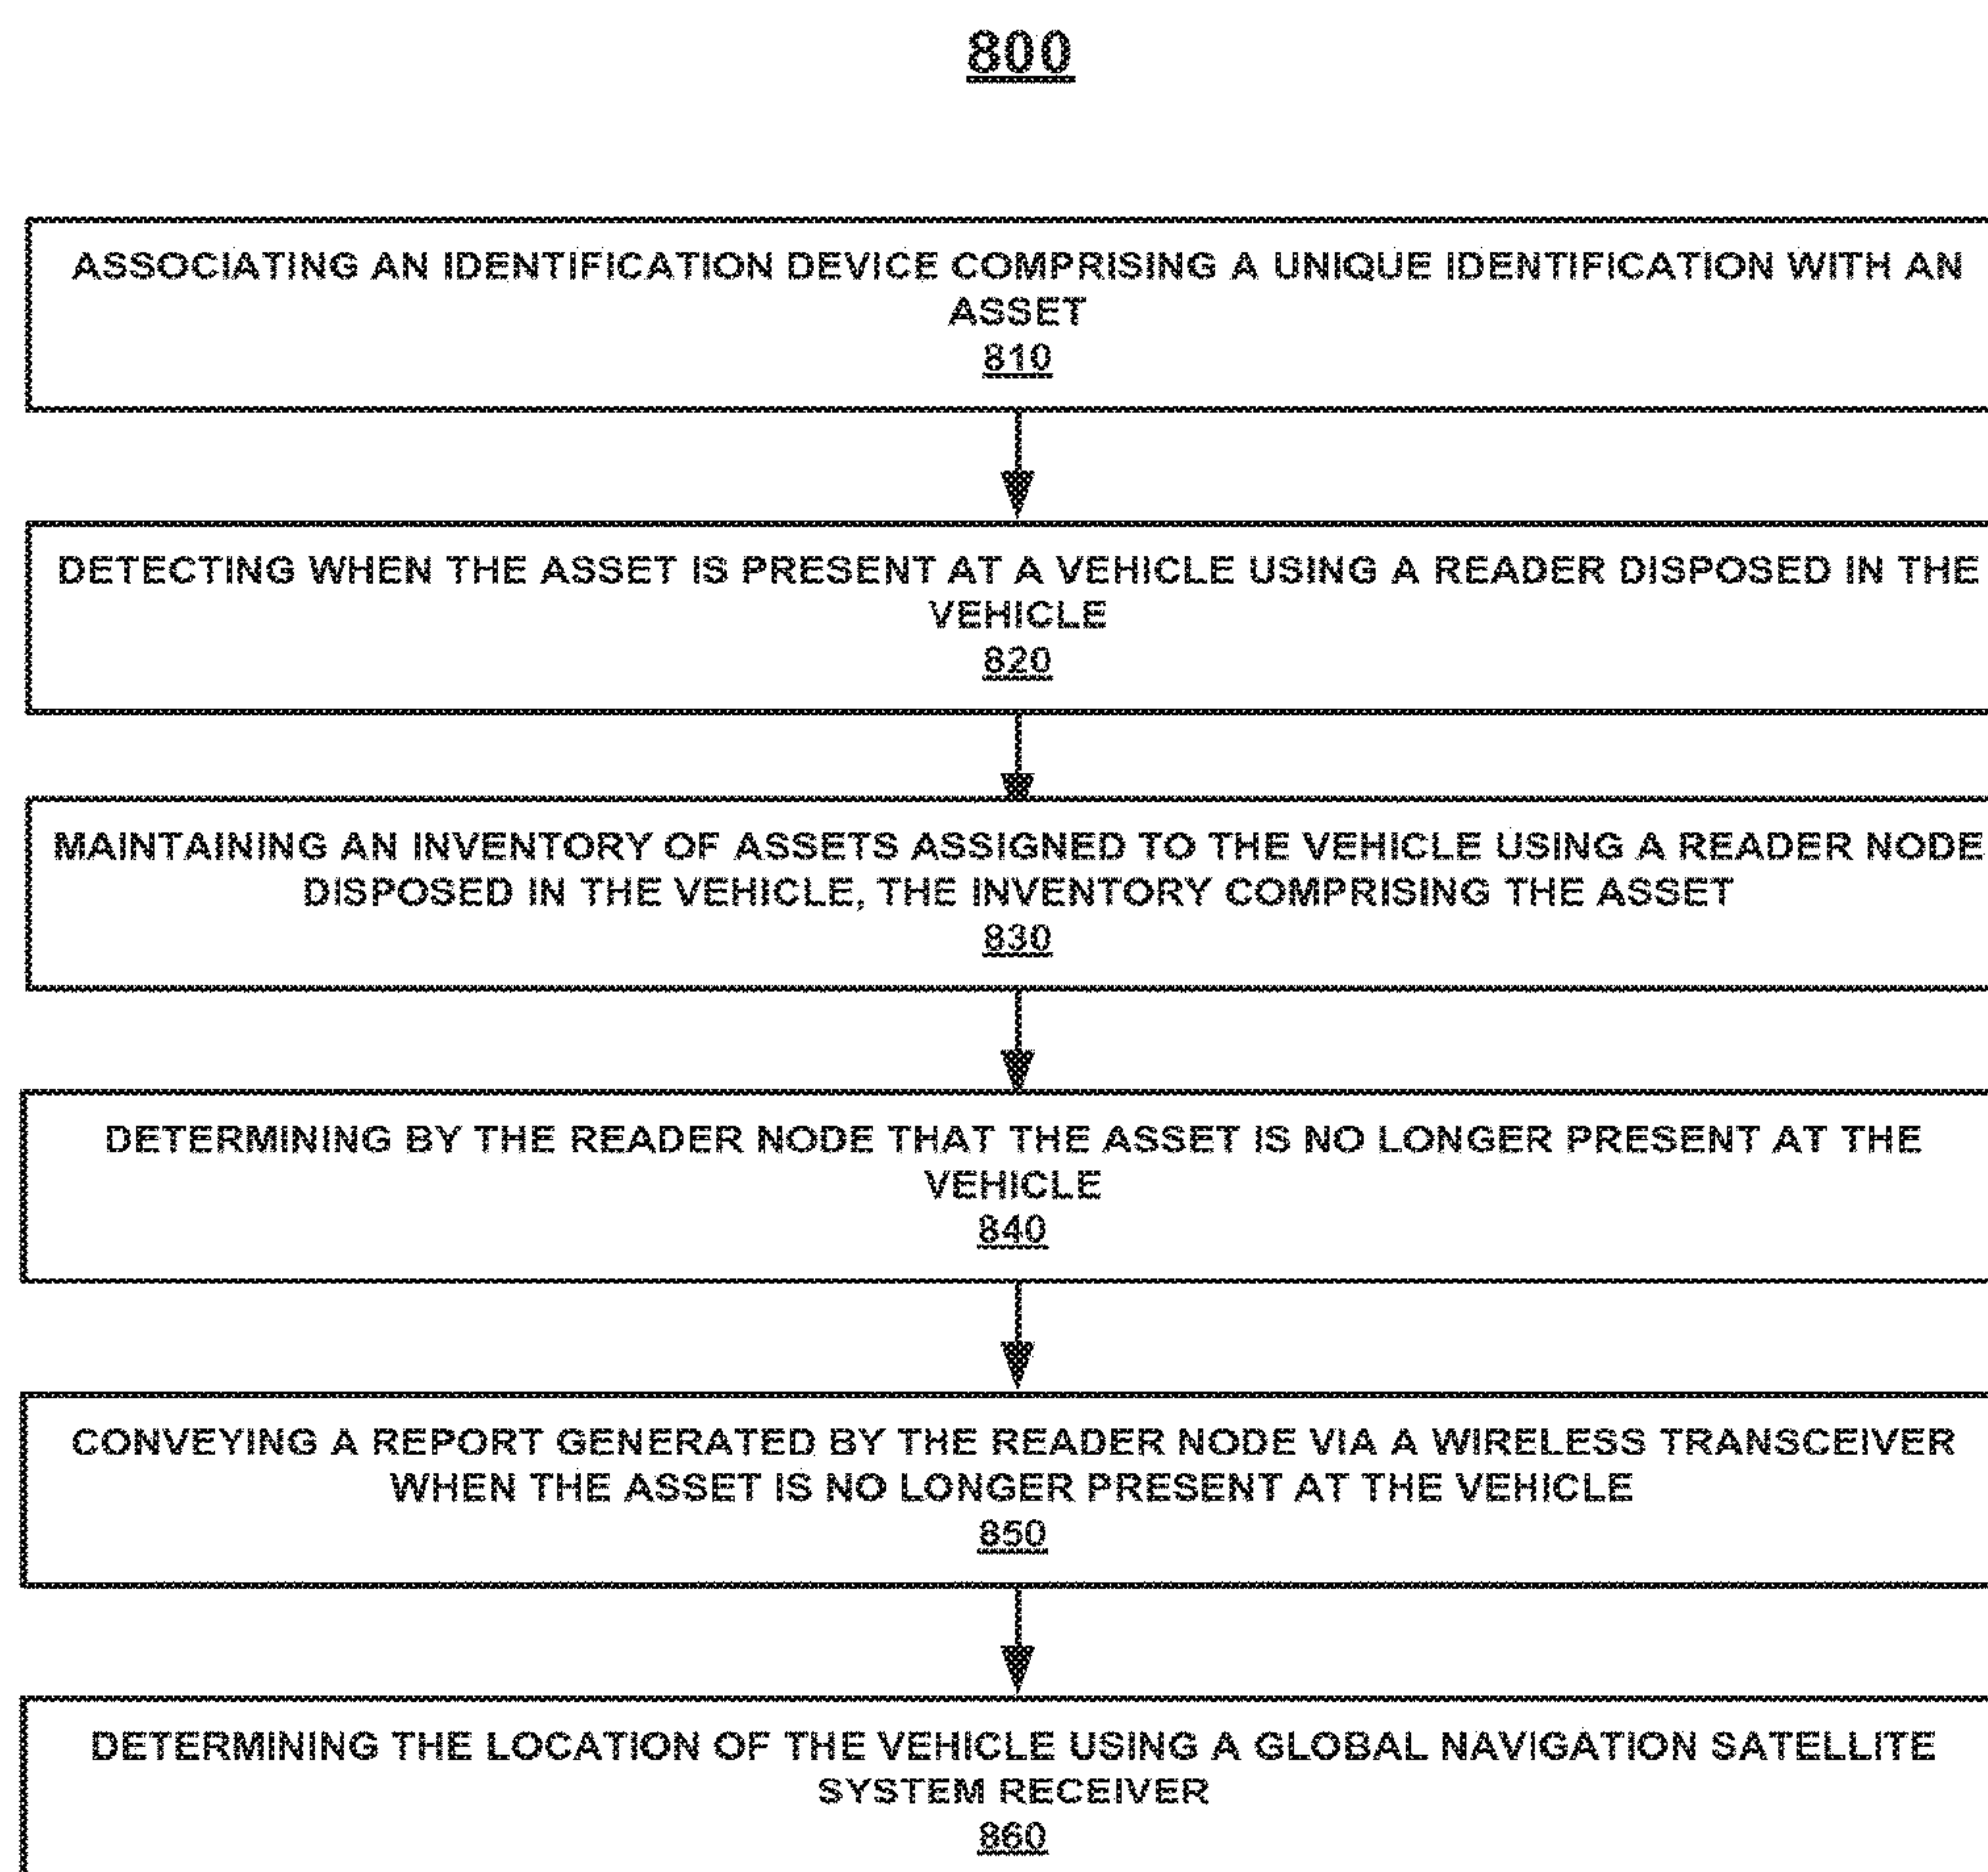 800
ASSOCIATING AN IDENTIFICATION DEVICE COMPRISING A UNIQUE IDENTIFICATION WITH AN
ASSET
810
DETECTING WHEN THE ASSET IS PRESENT AT A VEHICLE USING A READER DISPOSED IN THE
VEHICLE
820
MAINTAINING AN INVENTORY OF ASSETS ASSIGNED TO THE VEHICLE USING A READER NODE
DISPOSED IN THE VEHICLE, THE INVENTORY COMPRISING THE ASSET
830
DETERMINING BY THE READER NODE THAT THE ASSET IS NO LONGER PRESENT AT THE
VEHICLE
840
CONVEYING A REPORT GENERATED BY THE READER NODE VIA A WIRELESS TRANSCEIVER
WHEN THE ASSET IS NO LONGER PRESENT AT THE VEHICLE
850
DETERMINING THE LOCATION OF THE VEHICLE USING A GLOBAL NAVIGATION SATELLITE
SYSTEM RECEIVER
860